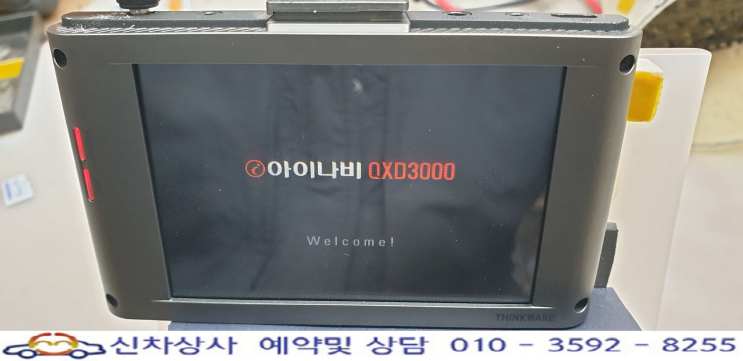 아이나비 QXD3000
Welcome!
THINKWARE
신차상사 예약및 상담 010 - 3592 - 8255